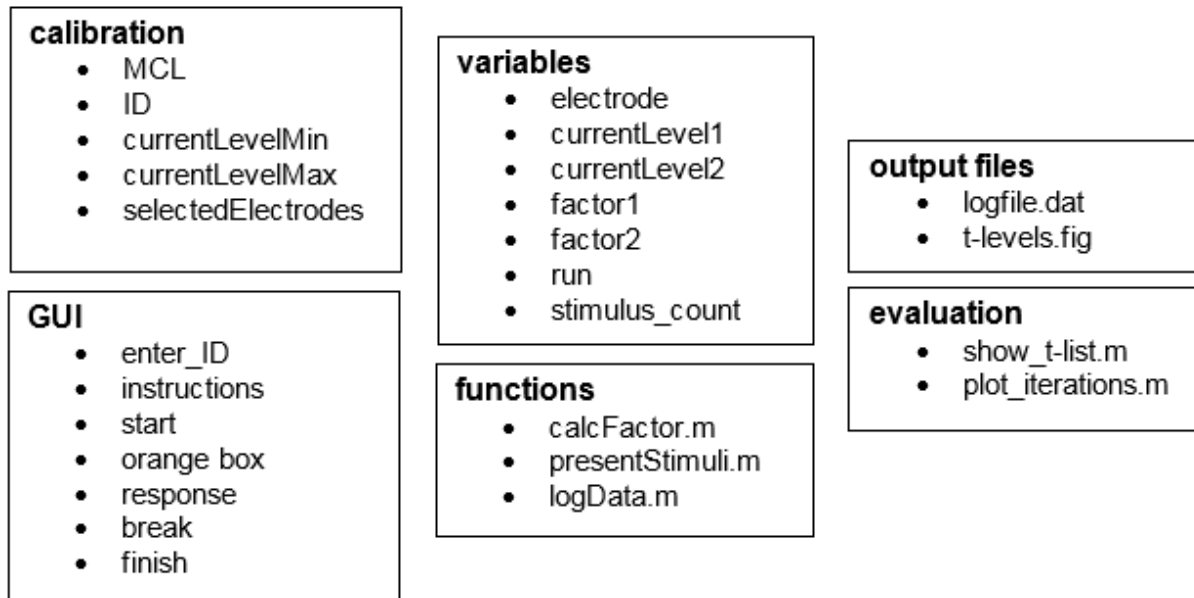 calibration
• MCL
• ID
• currentLevelMin
• currentLevelMax
• selectedElectrodes
GUI
• enter_ID
• instructions
• start
• orange box
• response
• break
• finish
variables
• electrode
• currentLevel1
• currentLevel2
• factor1
• factor2
• run
• stimulus_count
functions
• calcFactor.m
• presentStimuli.m
• logData.m
output files
• logfile.dat
• t-levels.fig
evaluation
• show_t-list.m
• plot_iterations.m